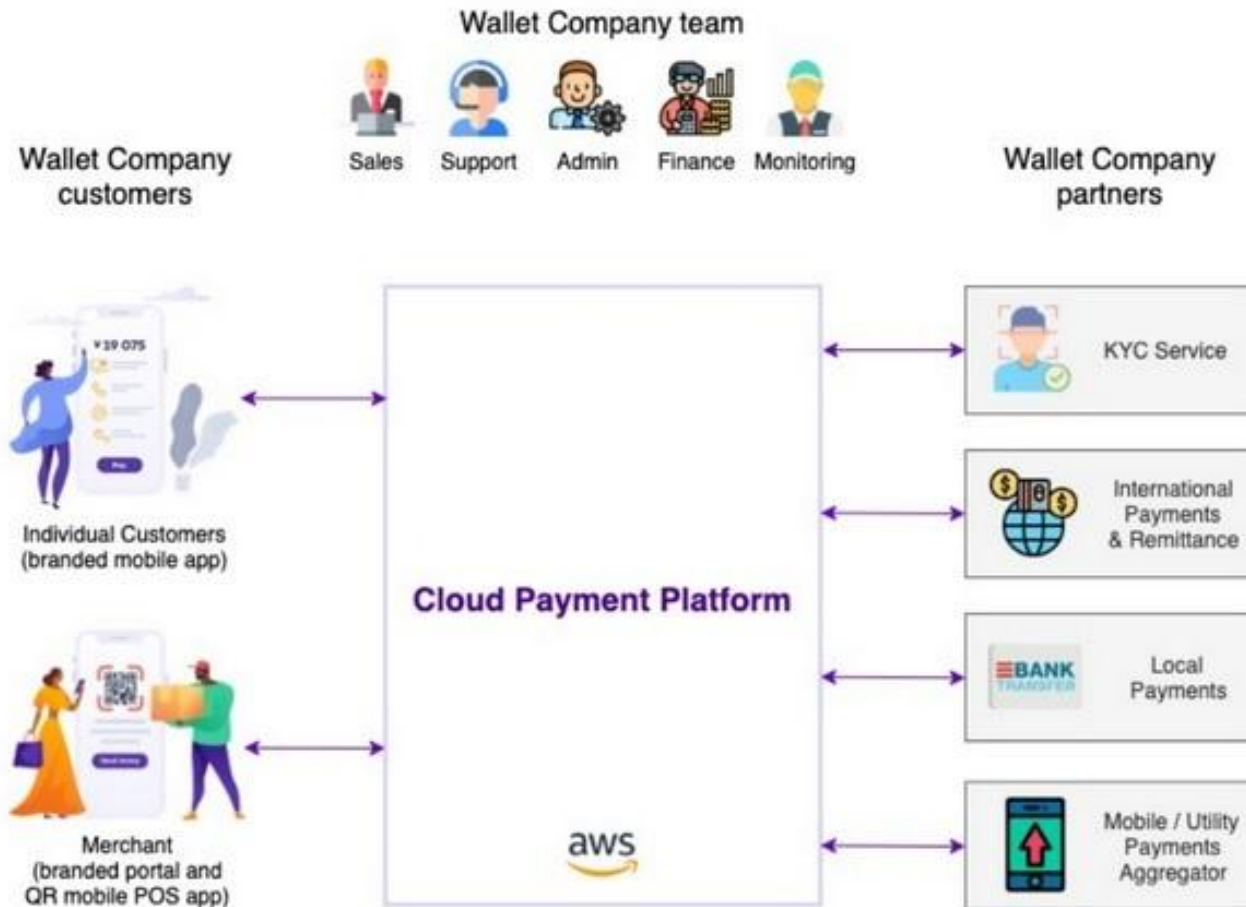 Wallet Company team
Sales
Support
Admin
Finance
Monitoring
Wallet Company
customers
Wallet Company
partners
¥19 075
Pay
Individual Customers
(branded mobile app)
Merchant
(branded portal and
QR mobile POS app)
Cloud Payment Platform
aws
KYC Service
International
Payments
& Remittance
BANK
TRANSFER
Local
Payments
Mobile / Utility
Payments
Aggregator